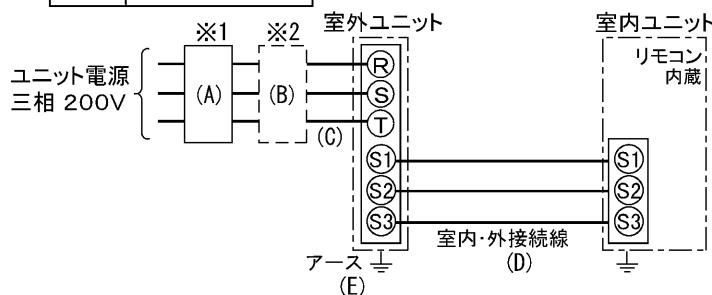 ※1
※2
室外ユニット
室内ユニット
リモコン
内蔵
ユニット電源
三相 200V
(A)
(B)
(C)
R
S
T
S1
S2
S3
S1
S2
S3
室内・外接続線
(D)
アース
(E)